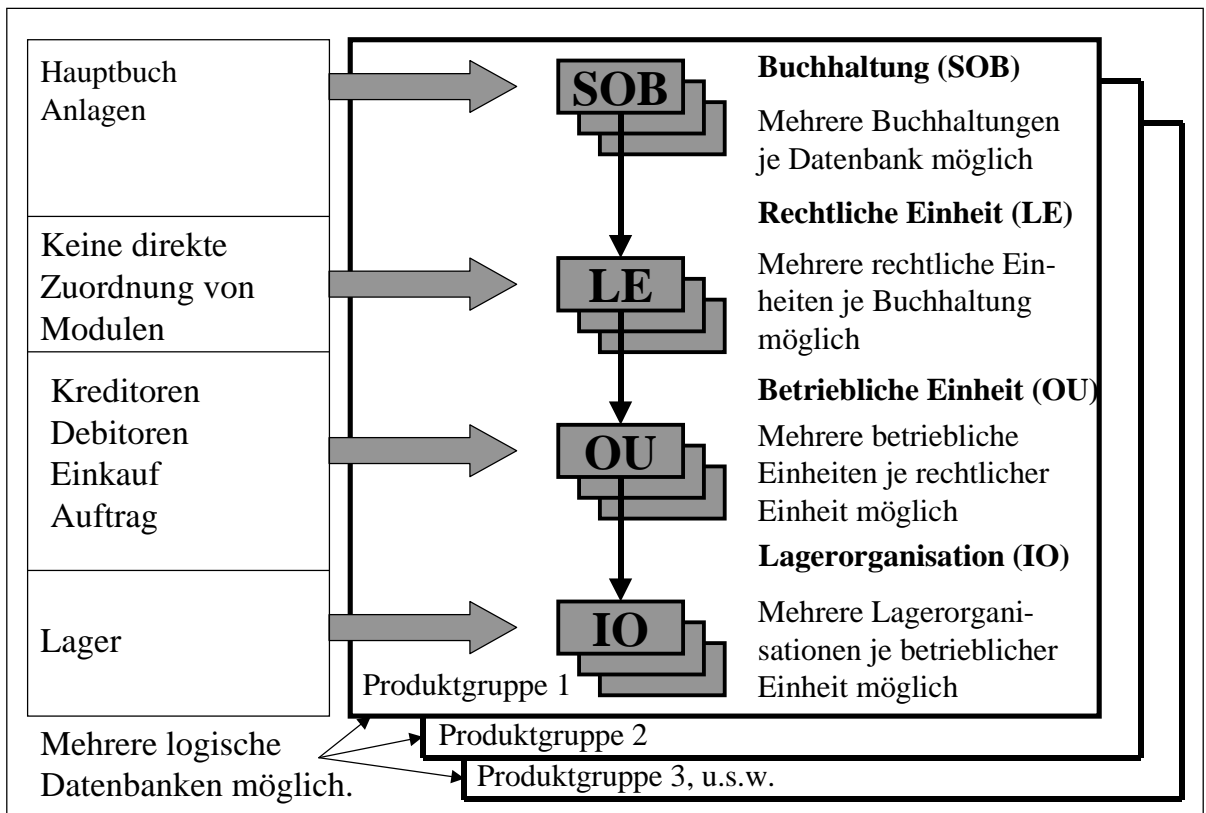 Hauptbuch
Anlagen
SOB
Buchhaltung (SOB)
Mehrere Buchhaltungen
je Datenbank möglich
Keine direkte
Zuordnung von
Modulen
LE
Rechtliche Einheit (LE)
Mehrere rechtliche Ein-
heiten je Buchhaltung
möglich
Kreditoren
Debitoren
Einkauf
Auftrag
OU
Betriebliche Einheit (OU)
Mehrere betriebliche
Einheiten je rechtlicher
Einheit möglich
Lager
IO
Lagerorganisation (IO)
Mehrere Lagerorgani-
sationen je betrieblicher
Einheit möglich
Produktgruppe 1
Produktgruppe 2
Produktgruppe 3, u.s.w.
Mehrere logische
Datenbanken möglich.